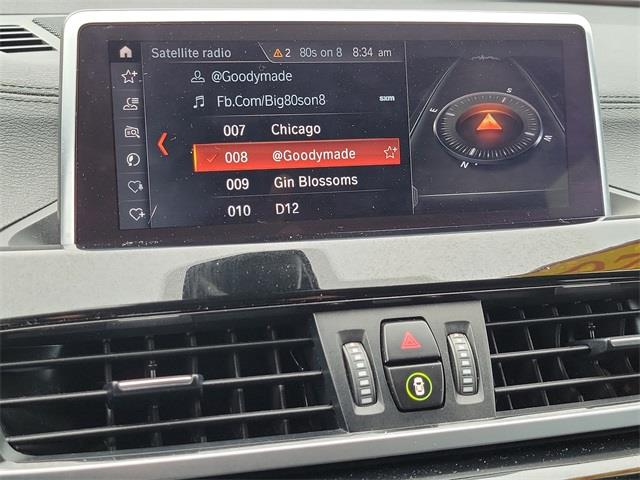 Satellite radio 2 80s on 8 8:34 am
@Goodymade
Fb.Com/Big80son8 sxm
007 Chicago
008 @Goodymade
009 Gin Blossoms
010 D12
S
E
W
N